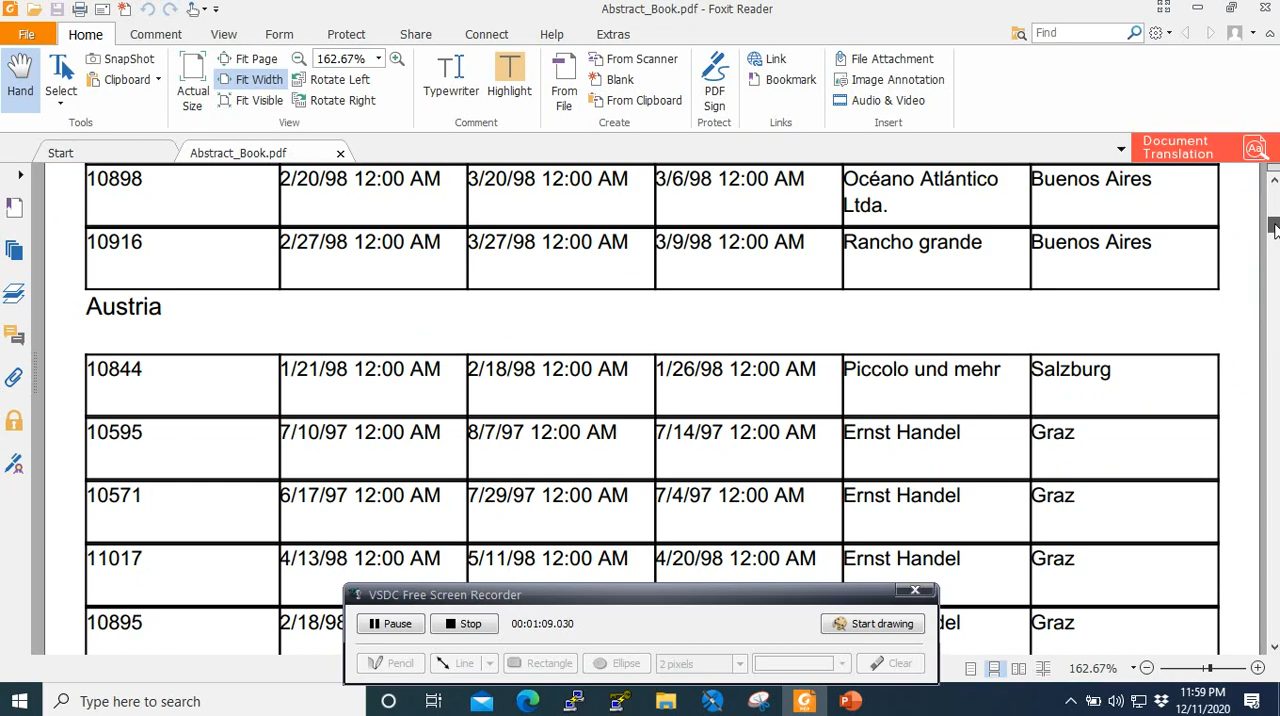 Abstract_Book.pdf - Foxit Reader
File Home Comment View Form Protect Share Connect Help Extras Find
Hand
Select
SnapShot
Clipboard
Tools
Actual Size
Fit Page
Fit Width
Fit Visible
162.67%
Rotate Left
Rotate Right
View
Typewriter
Highlight
Comment
From File
From Scanner
Blank
From Clipboard
Create
PDF Sign
Protect
Link
Bookmark
Links
File Attachment
Image Annotation
Audio & Video
Insert
Start Abstract_Book.pdf
Document Translation
10898 2/20/98 12:00 AM 3/20/98 12:00 AM 3/6/98 12:00 AM Océano Atlántico Ltda. Buenos Aires
10916 2/27/98 12:00 AM 3/27/98 12:00 AM 3/9/98 12:00 AM Rancho grande Buenos Aires
Austria
10844 1/21/98 12:00 AM 2/18/98 12:00 AM 1/26/98 12:00 AM Piccolo und mehr Salzburg
10595 7/10/97 12:00 AM 8/7/97 12:00 AM 7/14/97 12:00 AM Ernst Handel Graz
10571 6/17/97 12:00 AM 7/29/97 12:00 AM 7/4/97 12:00 AM Ernst Handel Graz
11017 4/13/98 12:00 AM 5/11/98 12:00 AM 4/20/98 12:00 AM Ernst Handel Graz
10895 2/18/98 del Graz
VSDC Free Screen Recorder
Pause Stop 00:01:09.030 Start drawing
Pencil Line Rectangle Ellipse 2 pixels Clear
162.67%
Type here to search
11:59 PM
12/11/2020